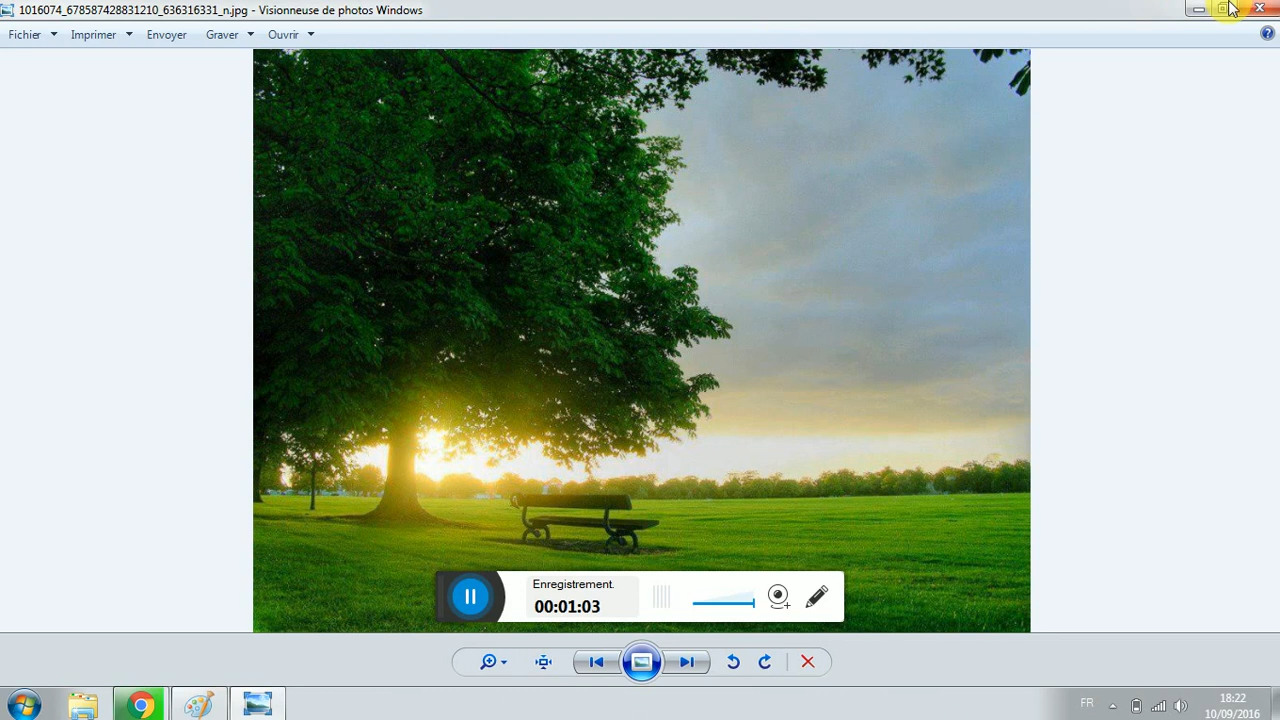 1016074_678587428831210_636316331_n.jpg - Visionneuse de photos Windows
Fichier Imprimer Envoyer Graver Ouvrir
Enregistrement.
00:01:03
FR
18:22
10/09/2016